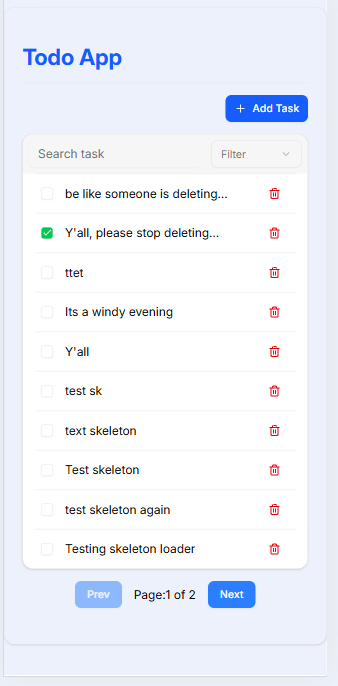 Todo App
+ Add Task
Search task Filter
be like someone is deleting...
Y'all, please stop deleting...
ttet
Its a windy evening
Y'all
test sk
text skeleton
Test skeleton
test skeleton again
Testing skeleton loader
Prev Page:1 of 2 Next